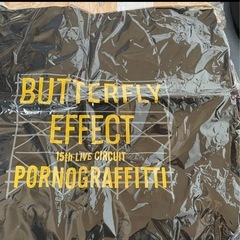 BUTTERFLY
EFFECT
15th LIVE CIRCUIT
PORNOGRAFFITTI